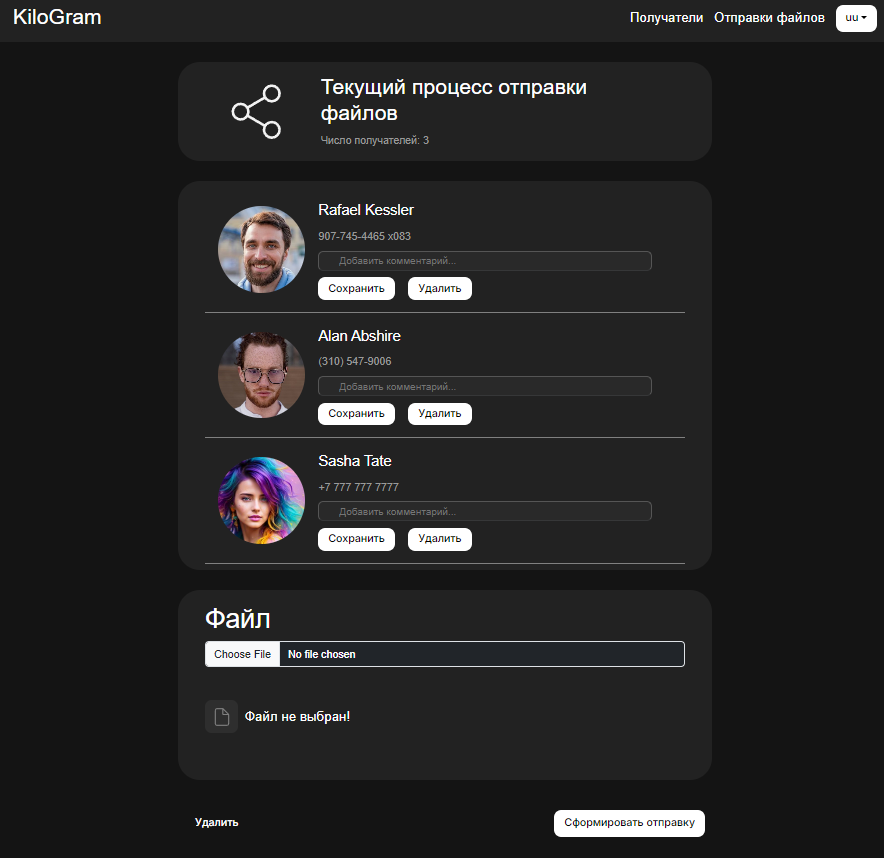 KiloGram
Получатели Отправки файлов uu
Текущий процесс отправки
файлов
Число получателей: 3
Rafael Kessler
907-745-4465 x083
Добавить комментарий...
Сохранить Удалить
Alan Abshire
(310) 547-9006
Добавить комментарий...
Сохранить Удалить
Sasha Tate
+7 777 777 7777
Добавить комментарий...
Сохранить Удалить
Файл
Choose File No file chosen
Файл не выбран!
Удалить Сформировать отправку